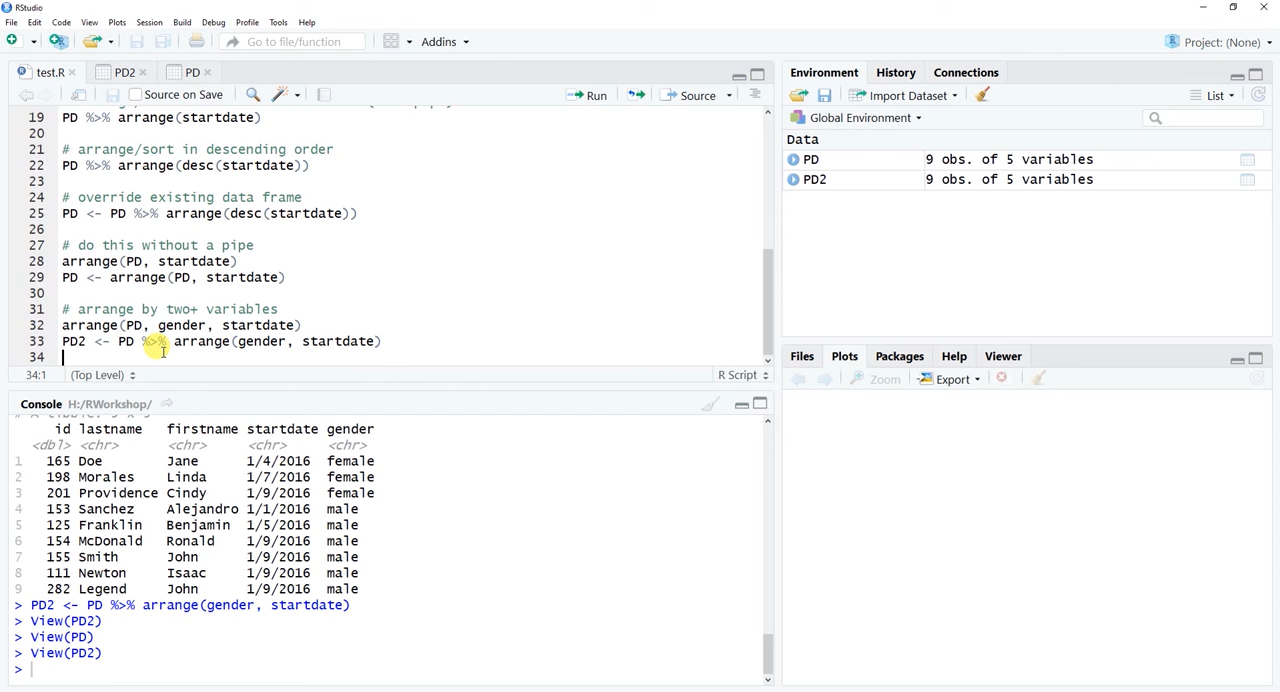 RStudio
File Edit Code View Plots Session Build Debug Profile Tools Help
Go to file/function Addins Project: (None)
test.R PD2 PD
Source on Save Run Source
19 PD %>% arrange(startdate)
20
21 # arrange/sort in descending order
22 PD %>% arrange(desc(startdate))
23
24 # override existing data frame
25 PD <- PD %>% arrange(desc(startdate))
26
27 # do this without a pipe
28 arrange(PD, startdate)
29 PD <- arrange(PD, startdate)
30
31 # arrange by two+ variables
32 arrange(PD, gender, startdate)
33 PD2 <- PD %>% arrange(gender, startdate)
34
34:1 (Top Level) R Script
Console H:/RWorkshop/
id lastname firstname startdate gender
<dbl> <chr> <chr> <chr> <chr>
1 165 Doe Jane 1/4/2016 female
2 198 Morales Linda 1/7/2016 female
3 201 Providence Cindy 1/9/2016 female
4 153 Sanchez Alejandro 1/1/2016 male
5 125 Franklin Benjamin 1/5/2016 male
6 154 McDonald Ronald 1/9/2016 male
7 155 Smith John 1/9/2016 male
8 111 Newton Isaac 1/9/2016 male
9 282 Legend John 1/9/2016 male
> PD2 <- PD %>% arrange(gender, startdate)
> View(PD2)
> View(PD)
> View(PD2)
>
Environment History Connections
Import Dataset List
Global Environment
Data
PD 9 obs. of 5 variables
PD2 9 obs. of 5 variables
Files Plots Packages Help Viewer
Zoom Export